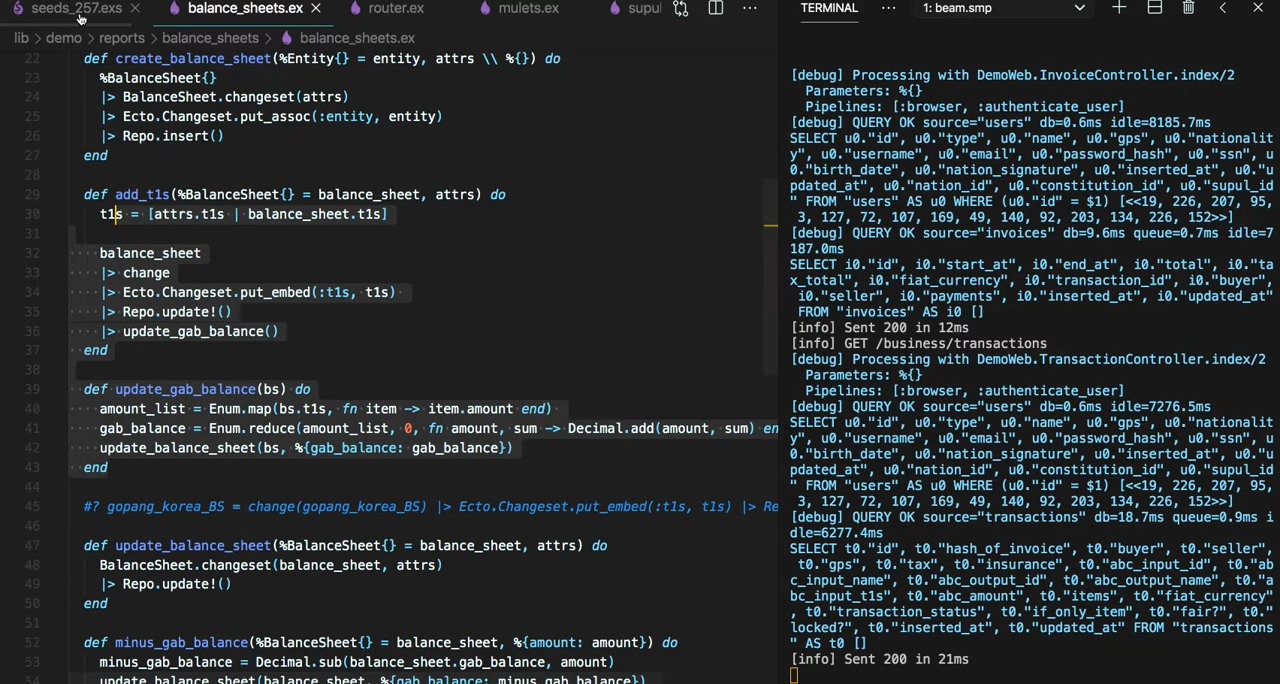 seeds_257.exs
balance_sheets.ex
router.ex
mulets.ex
supul
lib > demo > reports > balance_sheets > balance_sheets.ex
22 def create_balance_sheet(%Entity{} = entity, attrs \\ %{}) do
23 %BalanceSheet{}
24 |> BalanceSheet.changeset(attrs)
25 |> Ecto.Changeset.put_assoc(:entity, entity)
26 |> Repo.insert()
27 end
28
29 def add_t1s(%BalanceSheet{} = balance_sheet, attrs) do
30 t1s = [attrs.t1s | balance_sheet.t1s]
31
32 balance_sheet
33 |> change
34 |> Ecto.Changeset.put_embed(:t1s, t1s)
35 |> Repo.update!()
36 |> update_gab_balance()
37 end
38
39 def update_gab_balance(bs) do
40 amount_list = Enum.map(bs.t1s, fn item -> item.amount end)
41 gab_balance = Enum.reduce(amount_list, 0, fn amount, sum -> Decimal.add(amount, sum) en
42 update_balance_sheet(bs, %{gab_balance: gab_balance})
43 end
44
45 #? gopang_korea_BS = change(gopang_korea_BS) |> Ecto.Changeset.put_embed(:t1s, t1s) |> Re
46
47 def update_balance_sheet(%BalanceSheet{} = balance_sheet, attrs) do
48 BalanceSheet.changeset(balance_sheet, attrs)
49 |> Repo.update!()
50 end
51
52 def minus_gab_balance(%BalanceSheet{} = balance_sheet, %{amount: amount}) do
53 minus_gab_balance = Decimal.sub(balance_sheet.gab_balance, amount)
54 update_balance_sheet(balance_sheet, %{gab_balance: minus_gab_balance})
TERMINAL
1: beam.smp
[debug] Processing with DemoWeb.InvoiceController.index/2
Parameters: %{}
Pipelines: [:browser, :authenticate_user]
[debug] QUERY OK source="users" db=0.6ms idle=8185.7ms
SELECT u0."id", u0."type", u0."name", u0."gps", u0."nationalit
y", u0."username", u0."email", u0."password_hash", u0."ssn", u
0."birth_date", u0."nation_signature", u0."inserted_at", u0."u
pdated_at", u0."nation_id", u0."constitution_id", u0."supul_id
" FROM "users" AS u0 WHERE (u0."id" = $1) [<<19, 226, 207, 95,
3, 127, 72, 107, 169, 49, 140, 92, 203, 134, 226, 152>>]
[debug] QUERY OK source="invoices" db=9.6ms queue=0.7ms idle=7
187.0ms
SELECT i0."id", i0."start_at", i0."end_at", i0."total", i0."ta
x_total", i0."fiat_currency", i0."transaction_id", i0."buyer",
i0."seller", i0."payments", i0."inserted_at", i0."updated_at"
FROM "invoices" AS i0 []
[info] Sent 200 in 12ms
[info] GET /business/transactions
[debug] Processing with DemoWeb.TransactionController.index/2
Parameters: %{}
Pipelines: [:browser, :authenticate_user]
[debug] QUERY OK source="users" db=0.6ms idle=7276.5ms
SELECT u0."id", u0."type", u0."name", u0."gps", u0."nationalit
y", u0."username", u0."email", u0."password_hash", u0."ssn", u
0."birth_date", u0."nation_signature", u0."inserted_at", u0."u
pdated_at", u0."nation_id", u0."constitution_id", u0."supul_id
" FROM "users" AS u0 WHERE (u0."id" = $1) [<<19, 226, 207, 95,
3, 127, 72, 107, 169, 49, 140, 92, 203, 134, 226, 152>>]
[debug] QUERY OK source="transactions" db=18.7ms queue=0.9ms i
dle=6277.4ms
SELECT t0."id", t0."hash_of_invoice", t0."buyer", t0."seller",
t0."gps", t0."tax", t0."insurance", t0."abc_input_id", t0."ab
c_input_name", t0."abc_output_id", t0."abc_output_name", t0."a
bc_input_t1s", t0."abc_amount", t0."items", t0."fiat_currency"
, t0."transaction_status", t0."if_only_item", t0."fair?", t0."
locked?", t0."inserted_at", t0."updated_at" FROM "transactions
" AS t0 []
[info] Sent 200 in 21ms